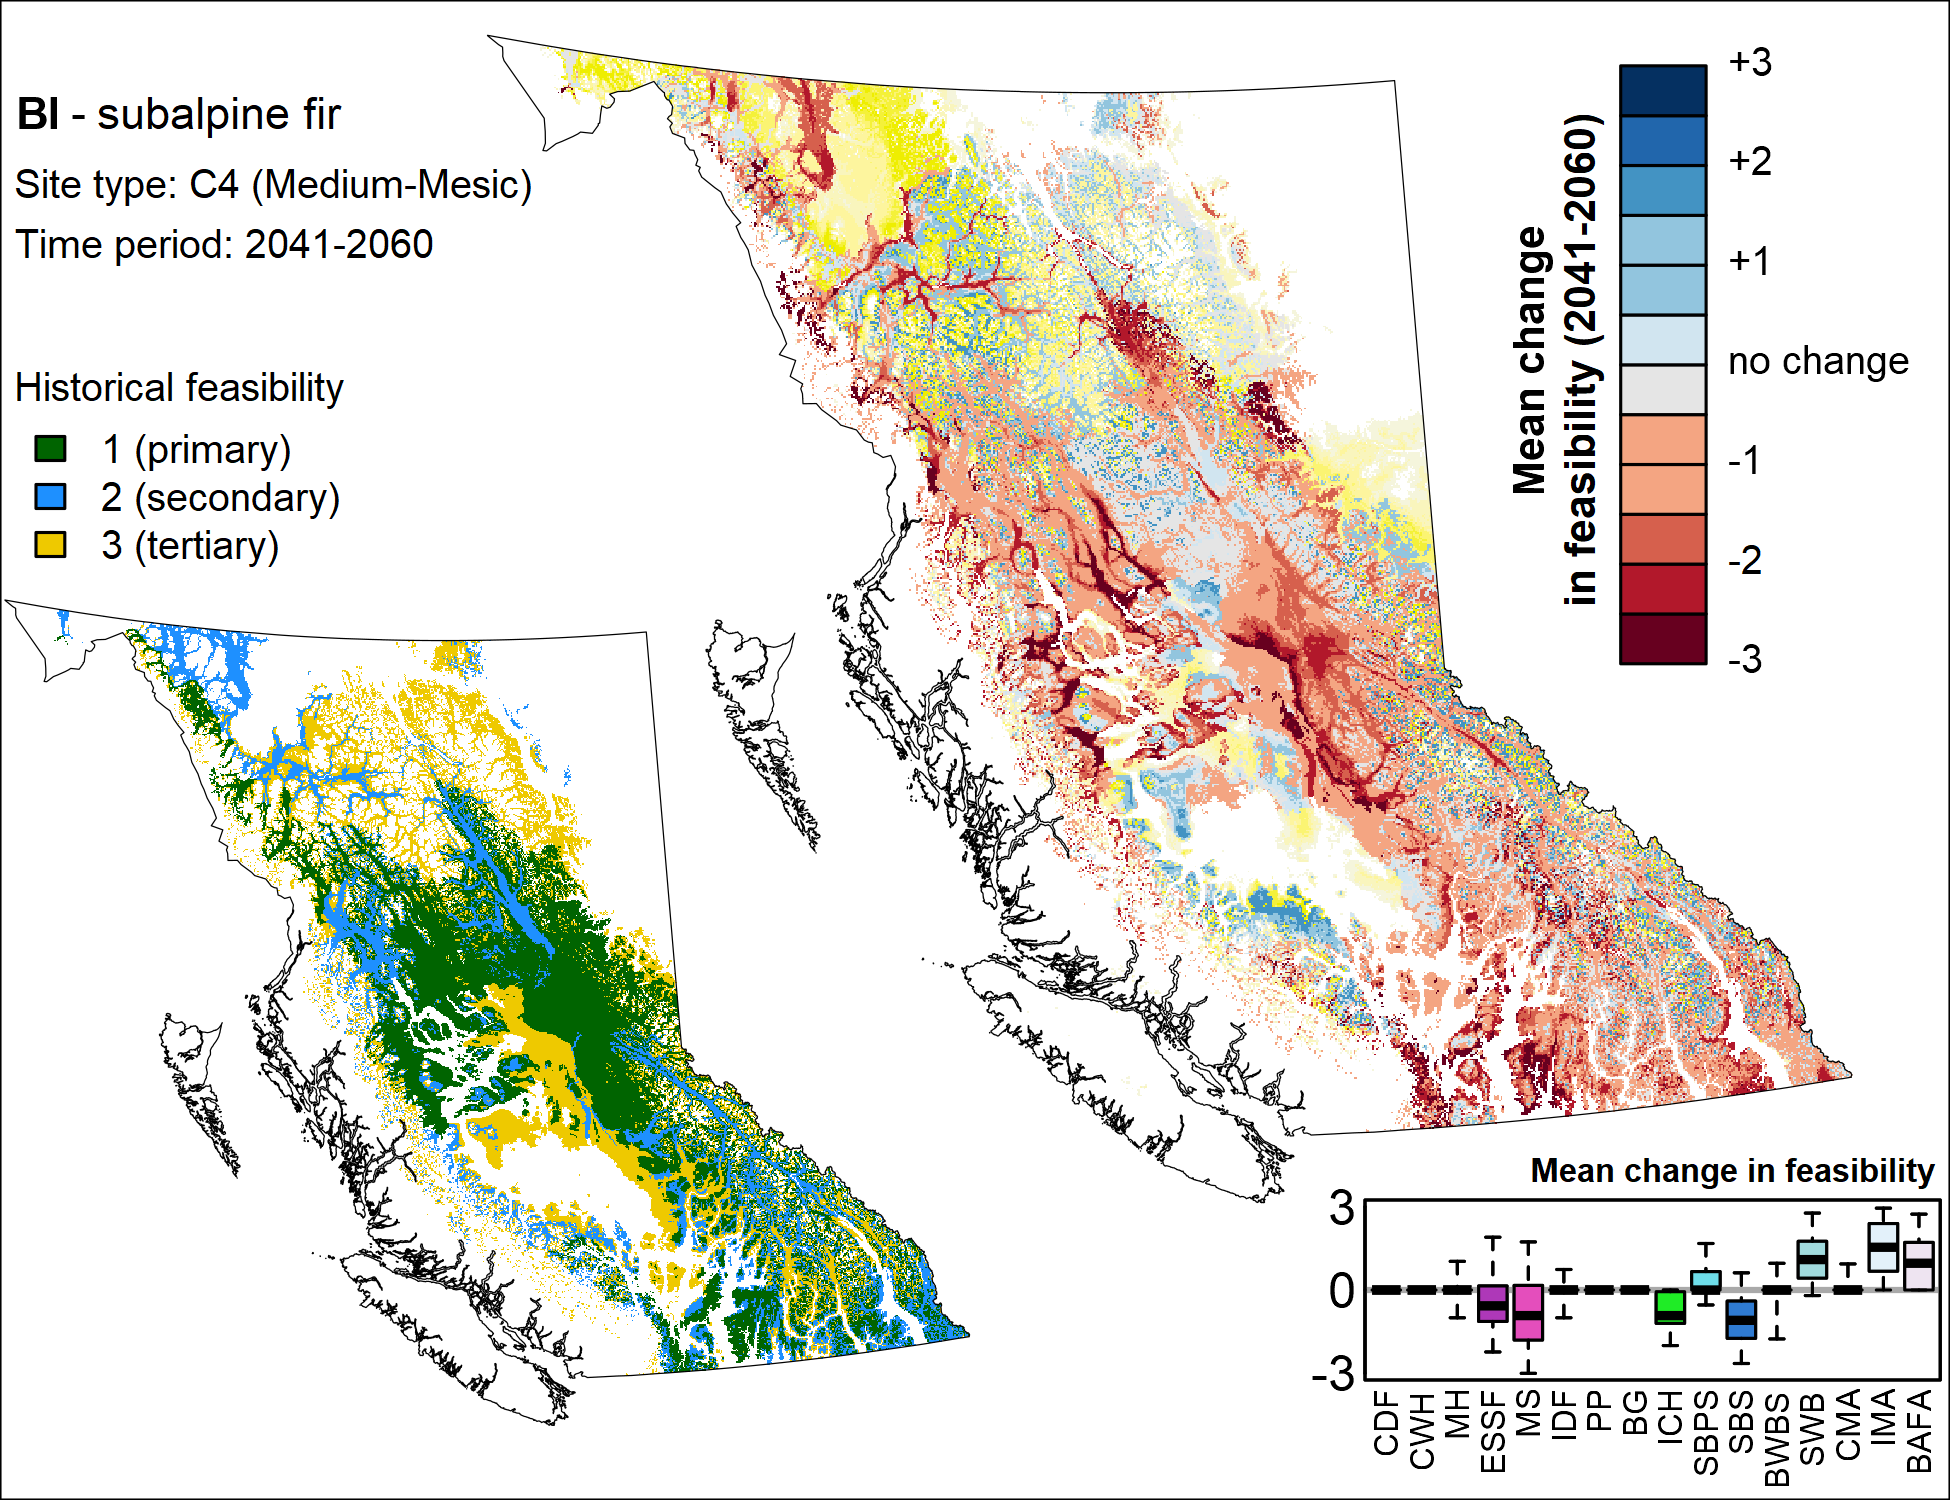 Bl - subalpine fir
Site type: C4 (Medium-Mesic)
Time period: 2041-2060
Historical feasibility
1 (primary)
2 (secondary)
3 (tertiary)
Mean change
in feasibility (2041-2060)
+3
+2
+1
no change
-1
-2
-3
Mean change in feasibility
3
0
-3
CDF
CWH
MH
ESSF
MS
IDF
PP
BG
ICH
SBPS
SBS
BWBS
SWB
CMA
IMA
BAFA